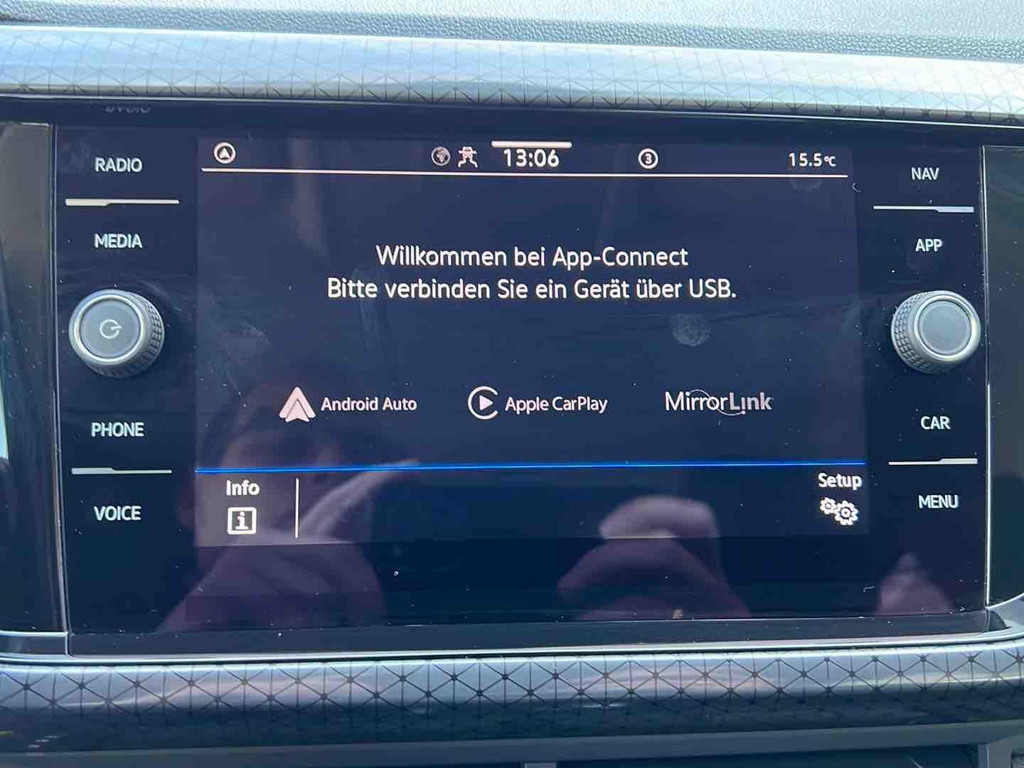 RADIO
MEDIA
PHONE
VOICE
13:06
3
15.5°C
Willkommen bei App-Connect
Bitte verbinden Sie ein Gerät über USB.
Android Auto
Apple CarPlay
MirrorLink
Info
i
Setup
NAV
APP
CAR
MENU